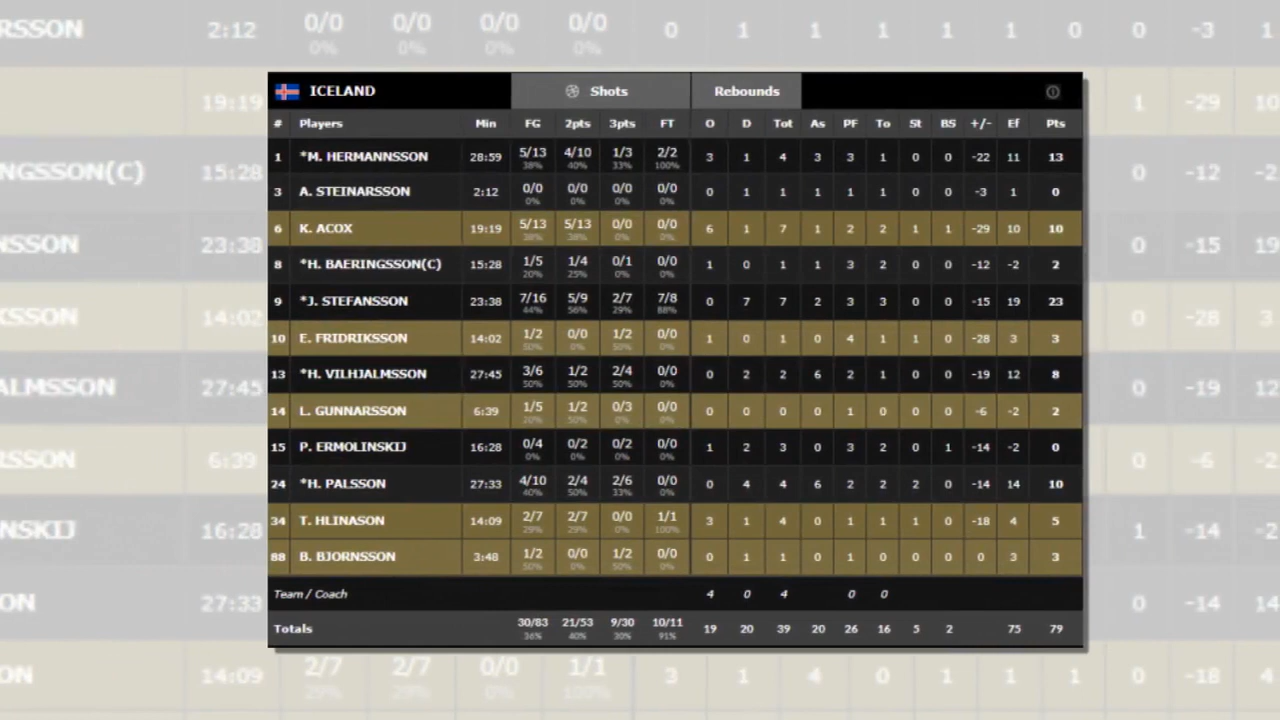 ICELAND Shots Rebounds
# Players Min FG 2pts 3pts FT O D Tot As PF To St BS +/- Ef Pts
1 *M. HERMANNSSON 28:59 5/13 4/10 1/3 2/2 3 1 4 3 3 1 0 0 -22 11 13
38% 40% 33% 100%
3 A. STEINARSSON 2:12 0/0 0/0 0/0 0/0 0 1 1 1 1 1 0 0 -3 1 0
0% 0% 0% 0%
6 K. ACOX 19:19 5/13 5/13 0/0 0/0 6 1 7 1 2 2 1 1 -29 10 10
38% 38% 0% 0%
8 *H. BAERINGSSON(C) 15:28 1/5 1/4 0/1 0/0 1 0 1 1 3 2 0 0 -12 -2 2
20% 25% 0% 0%
9 *J. STEFANSSON 23:38 7/16 5/9 2/7 7/8 0 7 7 2 3 3 0 0 -15 19 23
44% 56% 29% 88%
10 E. FRIDRIKSSON 14:02 1/2 0/0 1/2 0/0 1 0 1 0 4 1 1 0 -28 3 3
50% 0% 50% 0%
13 *H. VILHJALMSSON 27:45 3/6 1/2 2/4 0/0 0 2 2 6 2 1 0 0 -19 12 8
50% 50% 50% 0%
14 L. GUNNARSSON 6:39 1/5 1/2 0/3 0/0 0 0 0 0 1 0 0 0 -6 -2 2
20% 50% 0% 0%
15 P. ERMOLINSKIJ 16:28 0/4 0/2 0/2 0/0 1 2 3 0 3 2 0 1 -14 -2 0
0% 0% 0% 0%
24 *H. PALSSON 27:33 4/10 2/4 2/6 0/0 0 4 4 6 2 2 2 0 -14 14 10
40% 50% 33% 0%
34 T. HLINASON 14:09 2/7 2/7 0/0 1/1 3 1 4 0 1 1 1 0 -18 4 5
29% 29% 0% 100%
88 B. BJORNSSON 3:48 1/2 0/0 1/2 0/0 0 1 1 0 1 0 0 0 0 3 3
50% 0% 50% 0%
Team / Coach 4 0 4 0 0
Totals 30/83 21/53 9/30 10/11 19 20 39 20 26 16 5 2 75 79
36% 40% 30% 91%